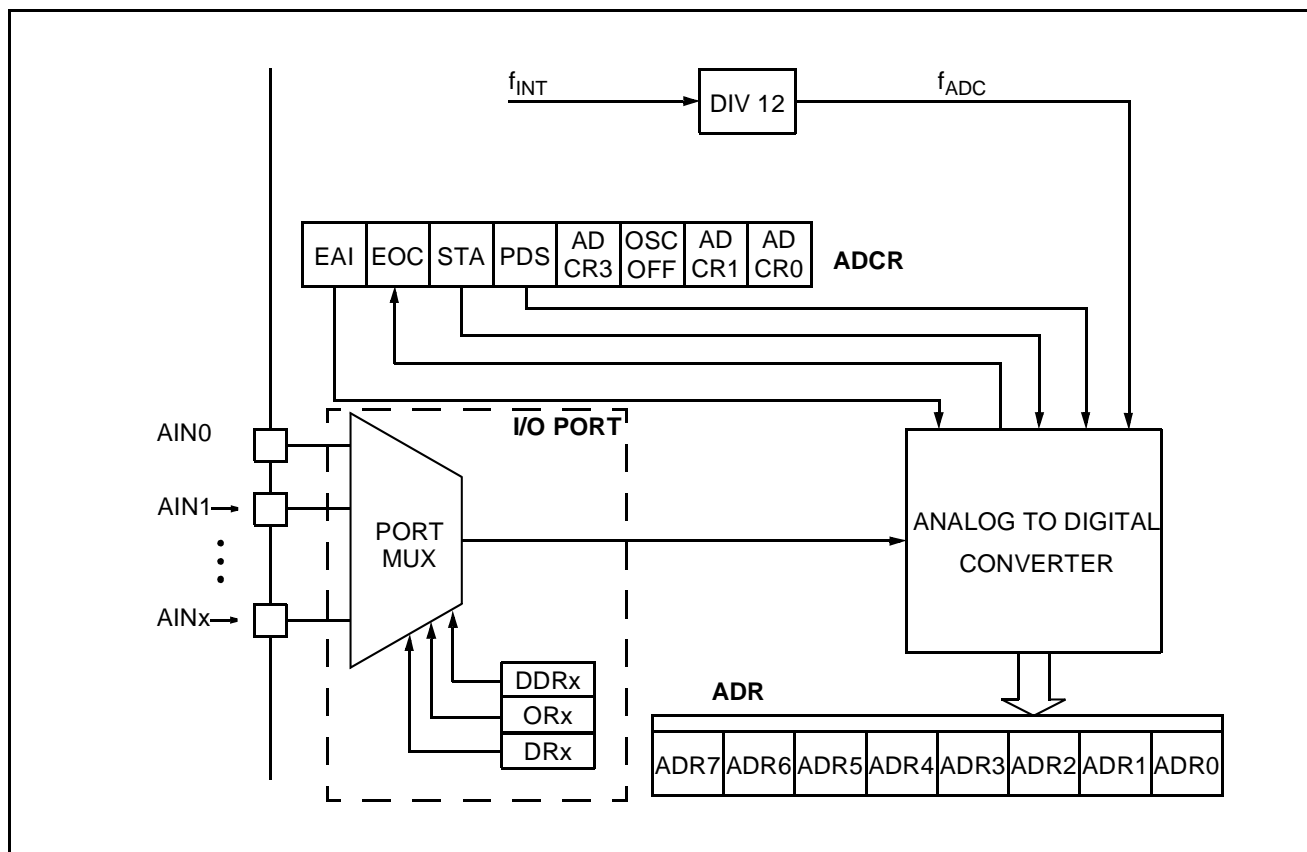 fINT
DIV 12
fADC
EAI EOC STA PDS AD CR3 OSC OFF AD CR1 AD CR0
ADCR
I/O PORT
AIN0
AIN1
AINx
PORT
MUX
ANALOG TO DIGITAL
CONVERTER
DDRx
ORx
DRx
ADR
ADR7 ADR6 ADR5 ADR4 ADR3 ADR2 ADR1 ADR0